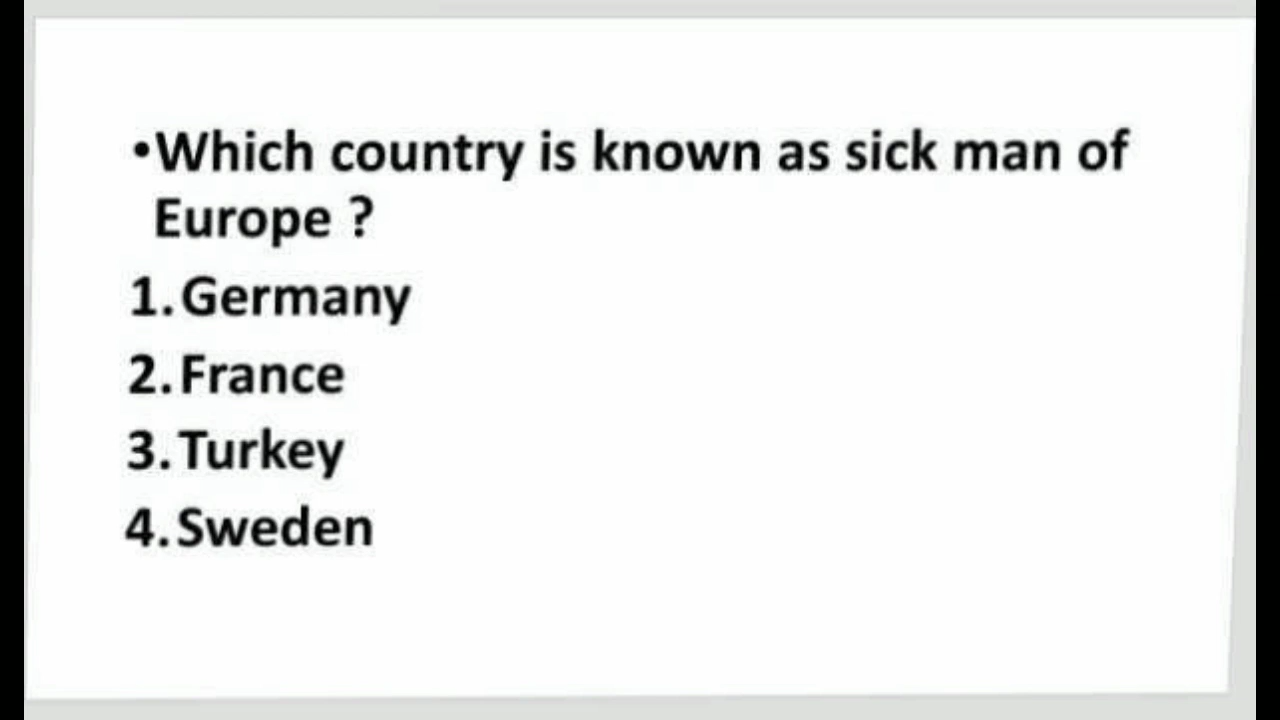 •Which country is known as sick man of
Europe ?
1. Germany
2. France
3. Turkey
4. Sweden